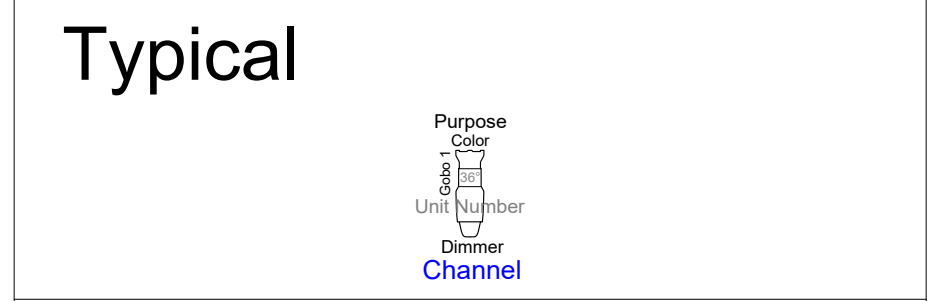 Typical
Purpose
Color
Gobo 1
36°
Unit Number
Dimmer
Channel